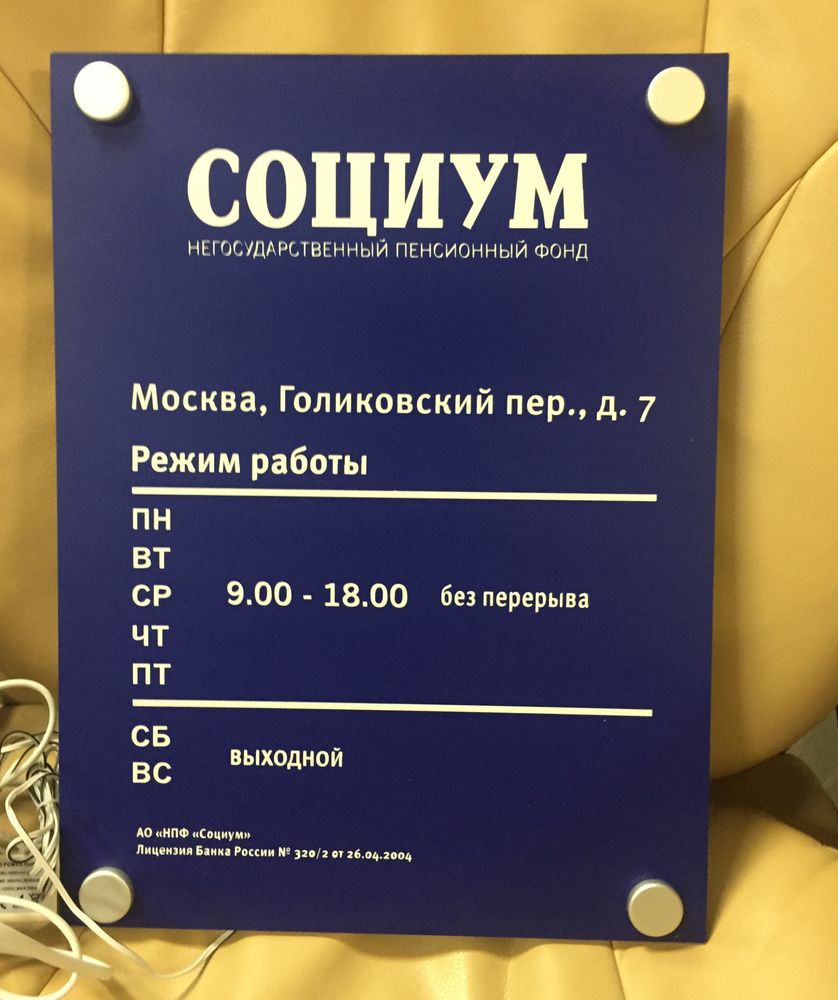 СОЦИУМ
НЕГОСУДАРСТВЕННЫЙ ПЕНСИОННЫЙ ФОНД
Москва, Голиковский пер., д. 7
Режим работы
ПН
ВТ
СР 9.00 - 18.00 без перерыва
ЧТ
ПТ
СБ
ВС
выходной
АО «НПФ «Социум»
Лицензия Банка России № 320/2 от 26.04.2004